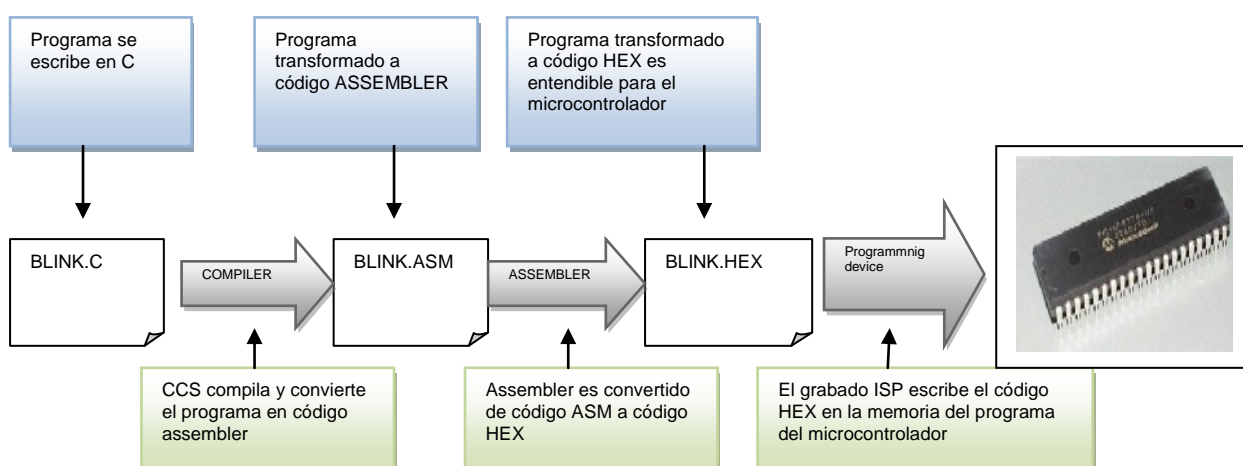 Programa se
escribe en C
Programa
transformado a
código ASSEMBLER
Programa transformado
a código HEX es
entendible para el
microcontrolador
BLINK.C
COMPILER
BLINK.ASM
ASSEMBLER
BLINK.HEX
Programmnig
device
CCS compila y convierte
el programa en código
assembler
Assembler es convertido
de código ASM a código
HEX
El grabado ISP escribe el código
HEX en la memoria del programa
del microcontrolador